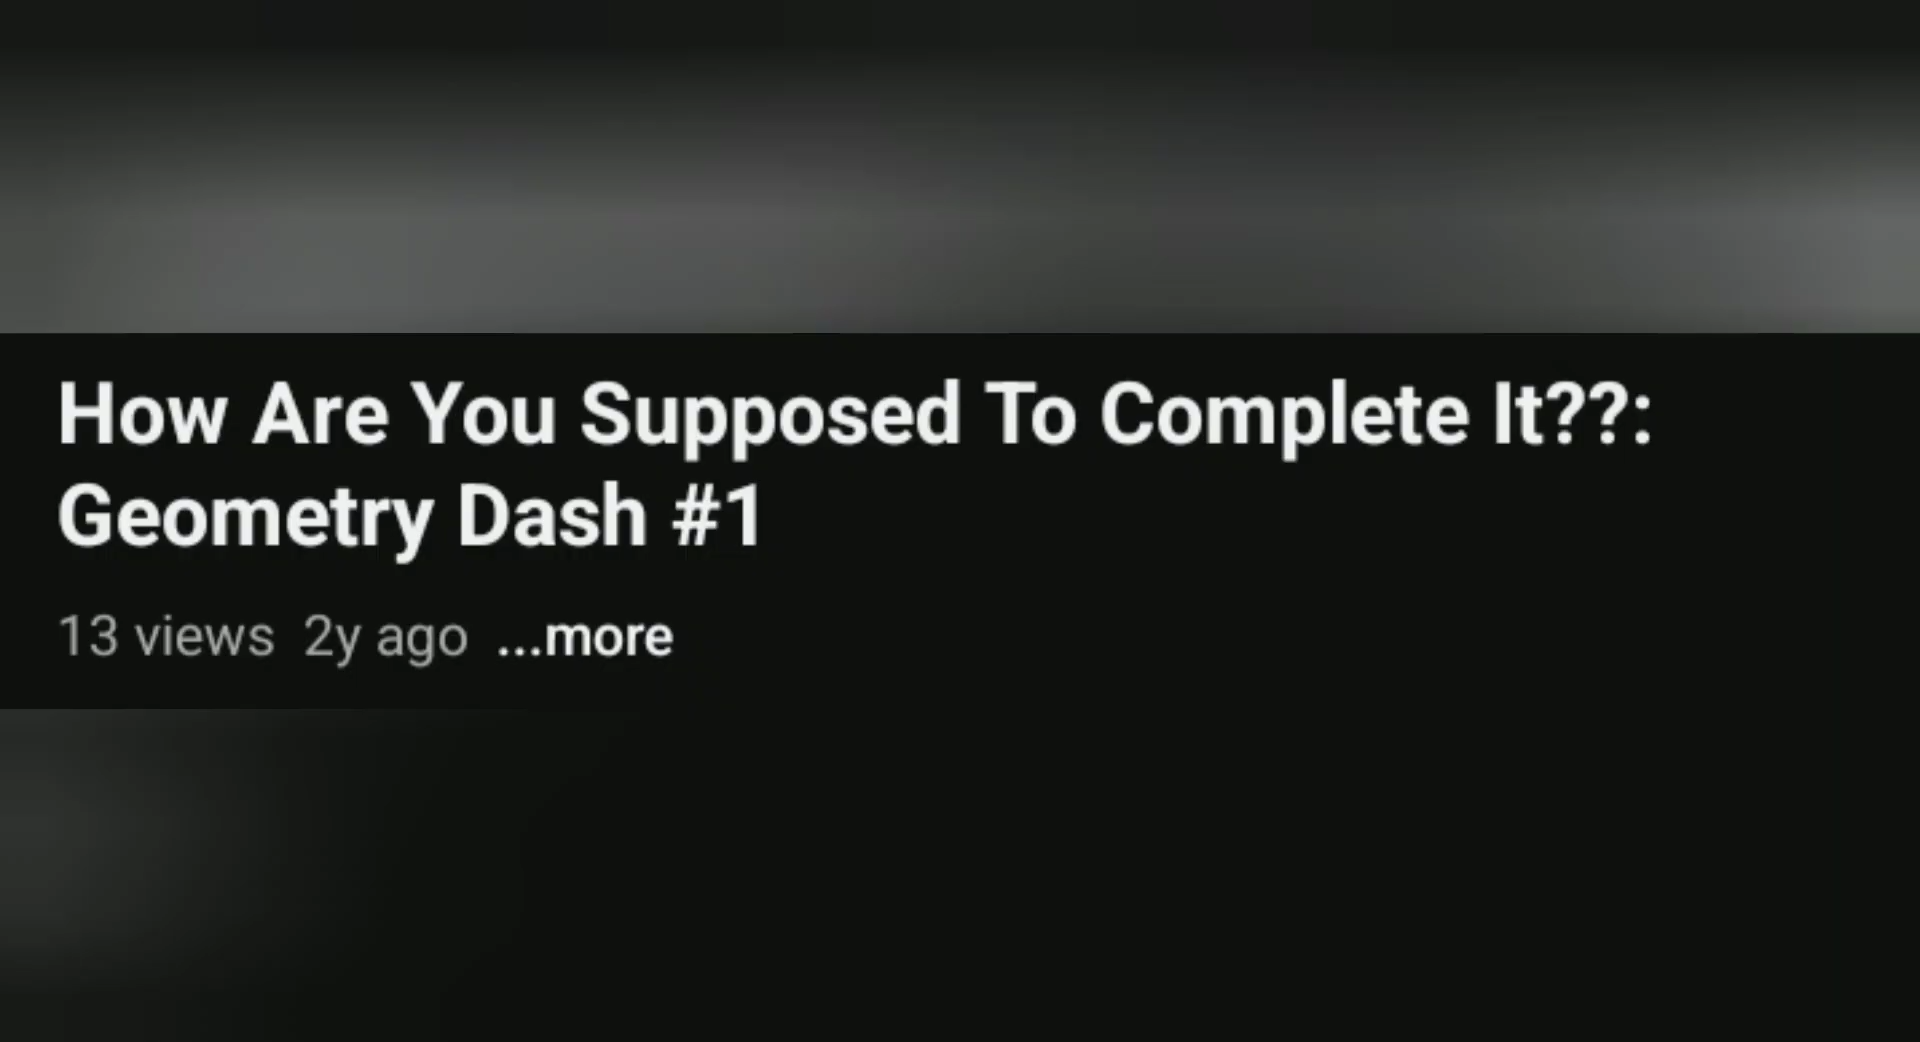 How Are You Supposed To Complete It??:
Geometry Dash #1
13 views 2y ago ...more